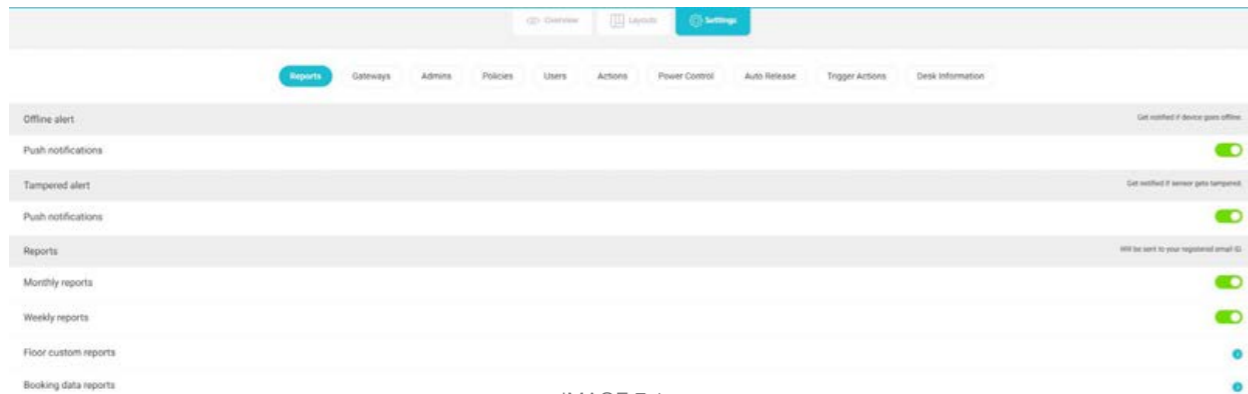 Overview Layouts Settings
Reports Gateways Admins Policies Users Actions Power Control Auto Release Trigger Actions Desk Information
Offline alert Get notified if device goes offline.
Push notifications
Tampered alert Get notified if sensor gets tampered.
Push notifications
Reports Will be sent to your registered email ID.
Monthly reports
Weekly reports
Floor custom reports
Booking data reports